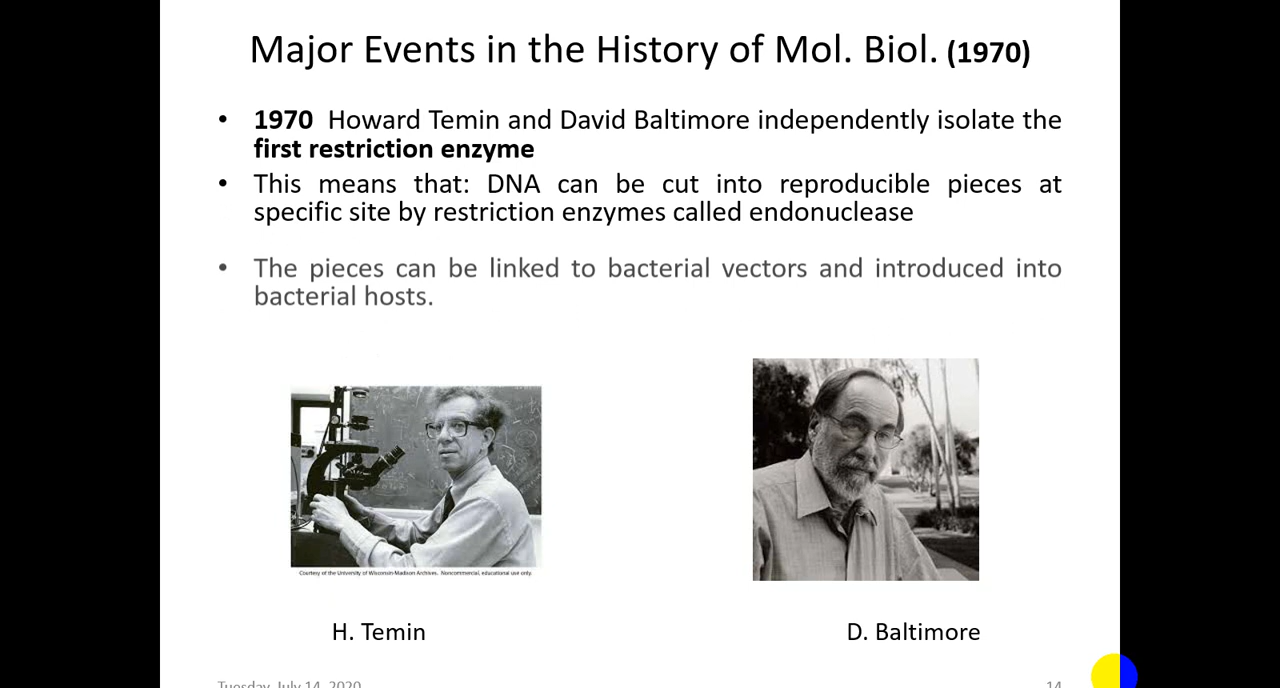 Major Events in the History of Mol. Biol. (1970)
• 1970 Howard Temin and David Baltimore independently isolate the
first restriction enzyme
• This means that: DNA can be cut into reproducible pieces at
specific site by restriction enzymes called endonuclease
• The pieces can be linked to bacterial vectors and introduced into
bacterial hosts.
Courtesy of the University of Wisconsin-Madison Archives. Noncommercial, educational use only.
H. Temin
D. Baltimore
Tuesday, July 14, 2020
14